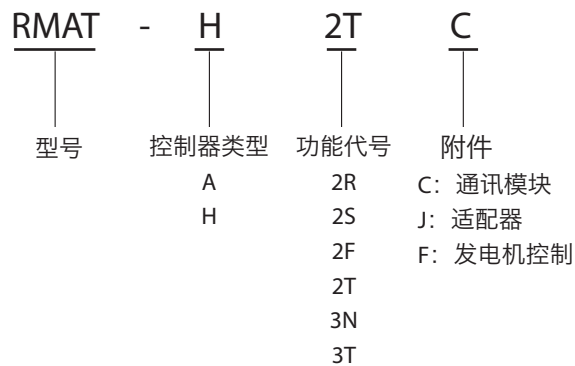 RMAT - H 2T C
型号 控制器类型 功能代号 附件
A 2R C：通讯模块
H 2S J：适配器
2F F：发电机控制
2T
3N
3T